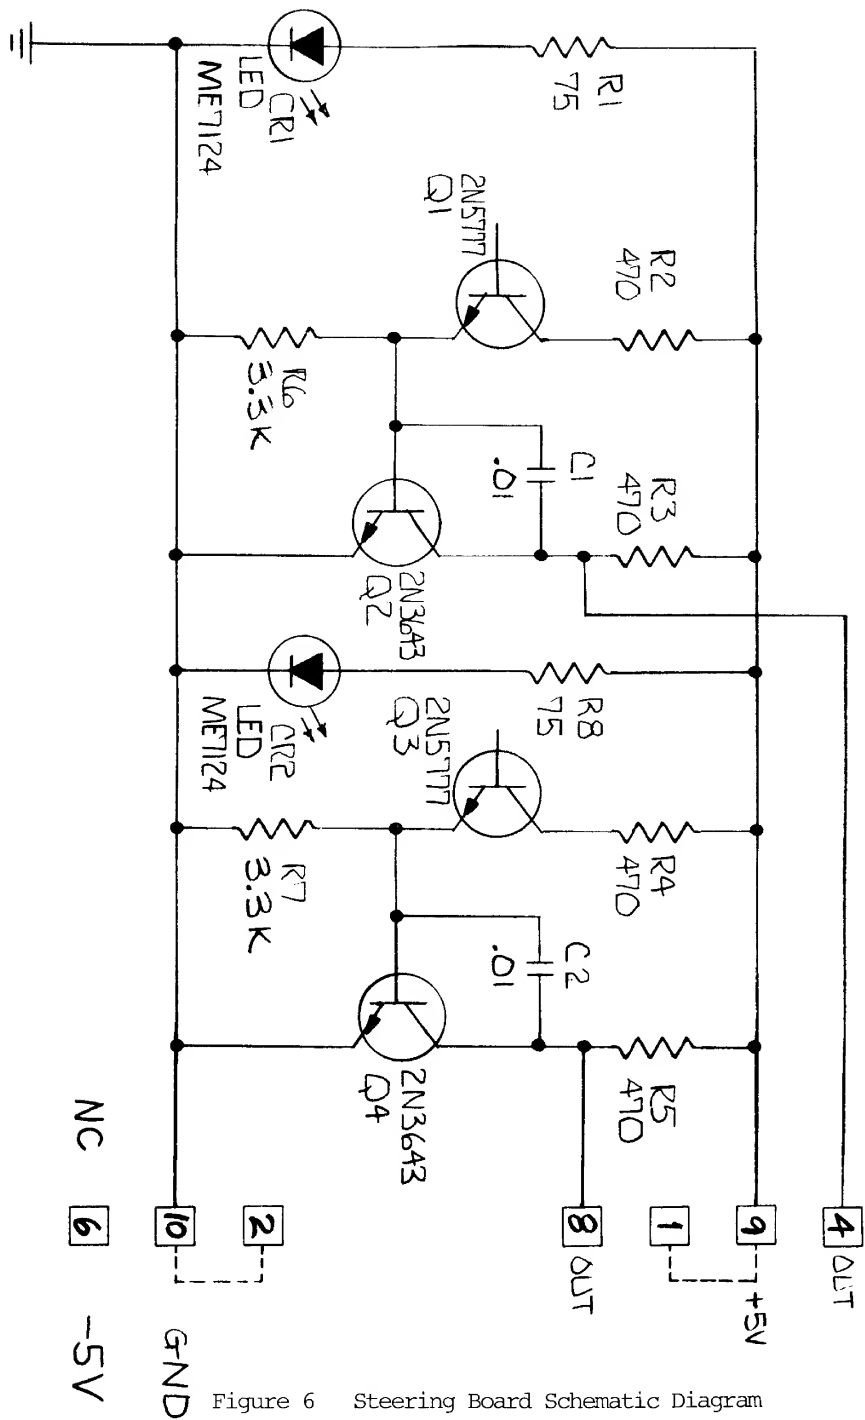 4 OUT
9 +5V
1
8 OUT
2
10 GND
6
NC
-5V
R1
75
R2
470
R3
470
R8
75
R4
470
R5
470
2N5777
Q1
C1
.01
2N5777
Q3
C2
.01
2N3643
Q2
2N3643
Q4
CR1
LED
ME7124
R6
3.3K
CR2
LED
ME7124
R7
3.3K
Figure 6 Steering Board Schematic Diagram